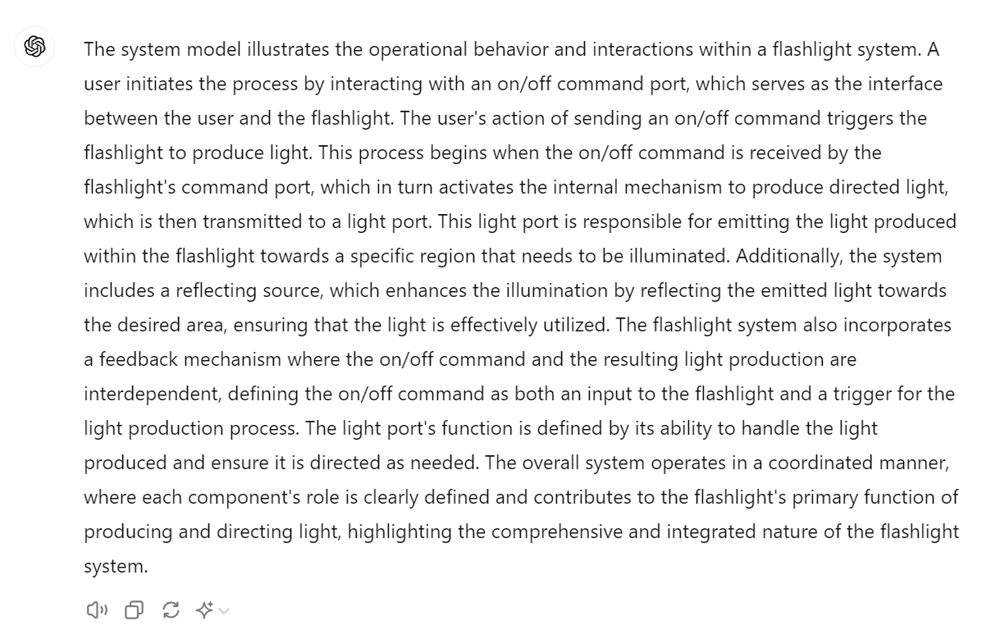 The system model illustrates the operational behavior and interactions within a flashlight system. A
user initiates the process by interacting with an on/off command port, which serves as the interface
between the user and the flashlight. The user's action of sending an on/off command triggers the
flashlight to produce light. This process begins when the on/off command is received by the
flashlight's command port, which in turn activates the internal mechanism to produce directed light,
which is then transmitted to a light port. This light port is responsible for emitting the light produced
within the flashlight towards a specific region that needs to be illuminated. Additionally, the system
includes a reflecting source, which enhances the illumination by reflecting the emitted light towards
the desired area, ensuring that the light is effectively utilized. The flashlight system also incorporates
a feedback mechanism where the on/off command and the resulting light production are
interdependent, defining the on/off command as both an input to the flashlight and a trigger for the
light production process. The light port's function is defined by its ability to handle the light
produced and ensure it is directed as needed. The overall system operates in a coordinated manner,
where each component's role is clearly defined and contributes to the flashlight's primary function of
producing and directing light, highlighting the comprehensive and integrated nature of the flashlight
system.